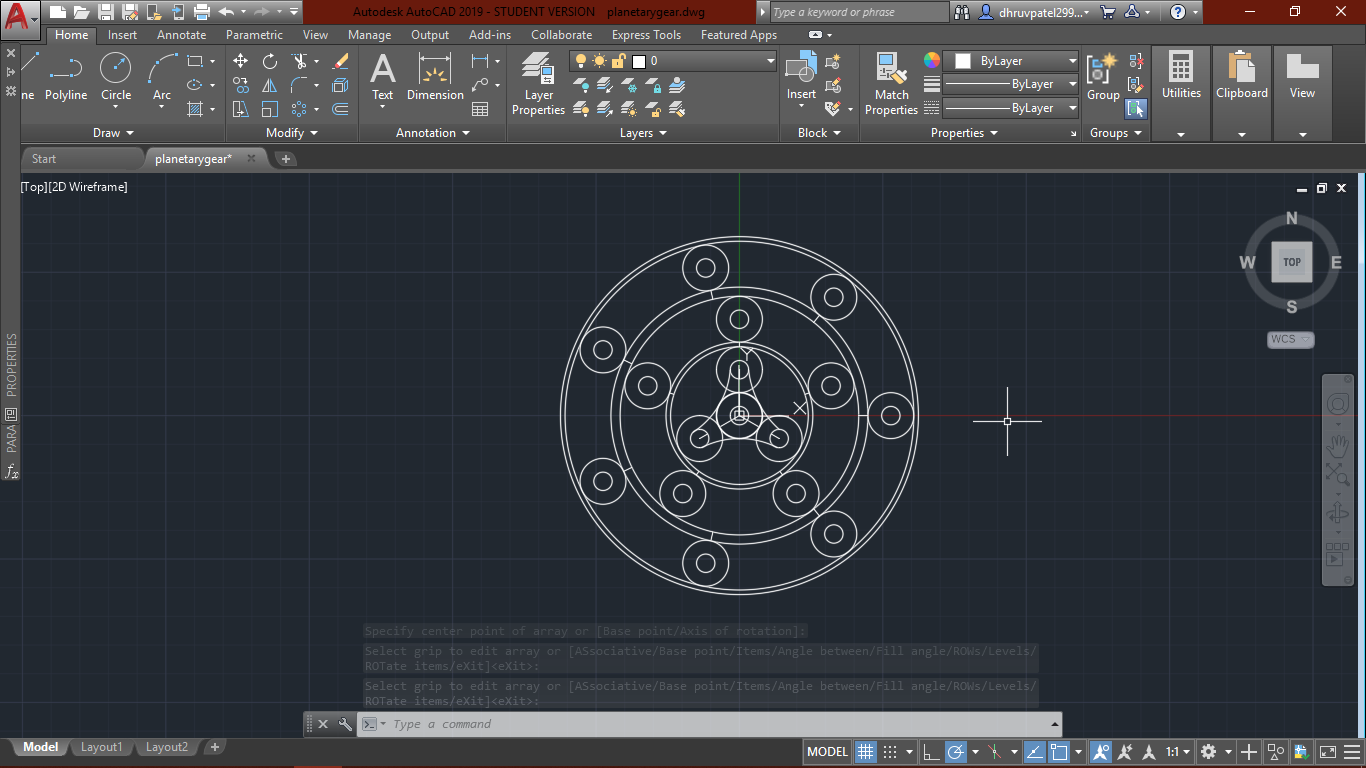 Autodesk AutoCAD 2019 - STUDENT VERSION planetarygear.dwg
Type a keyword or phrase
dhruvpatel299...
Home Insert Annotate Parametric View Manage Output Add-ins Collaborate Express Tools Featured Apps
ne Polyline Circle Arc
Draw
Modify
Text Dimension
Annotation
Layer Properties
0
Layers
Insert
Block
Match Properties
ByLayer
ByLayer
ByLayer
Properties
Group
Groups
Utilities
Clipboard
View
Start
planetarygear*
[Top][2D Wireframe]
N
W TOP E
S
WCS
PROPERTIES
PARA
fx
Y
X
Specify center point of array or [Base point/Axis of rotation]:
Select grip to edit array or [ASsociative/Base point/Items/Angle between/Fill angle/ROWs/Levels/
ROTate items/eXit]<eXit>:
Select grip to edit array or [ASsociative/Base point/Items/Angle between/Fill angle/ROWs/Levels/
ROTate items/eXit]<eXit>:
Type a command
Model Layout1 Layout2
MODEL
1:1